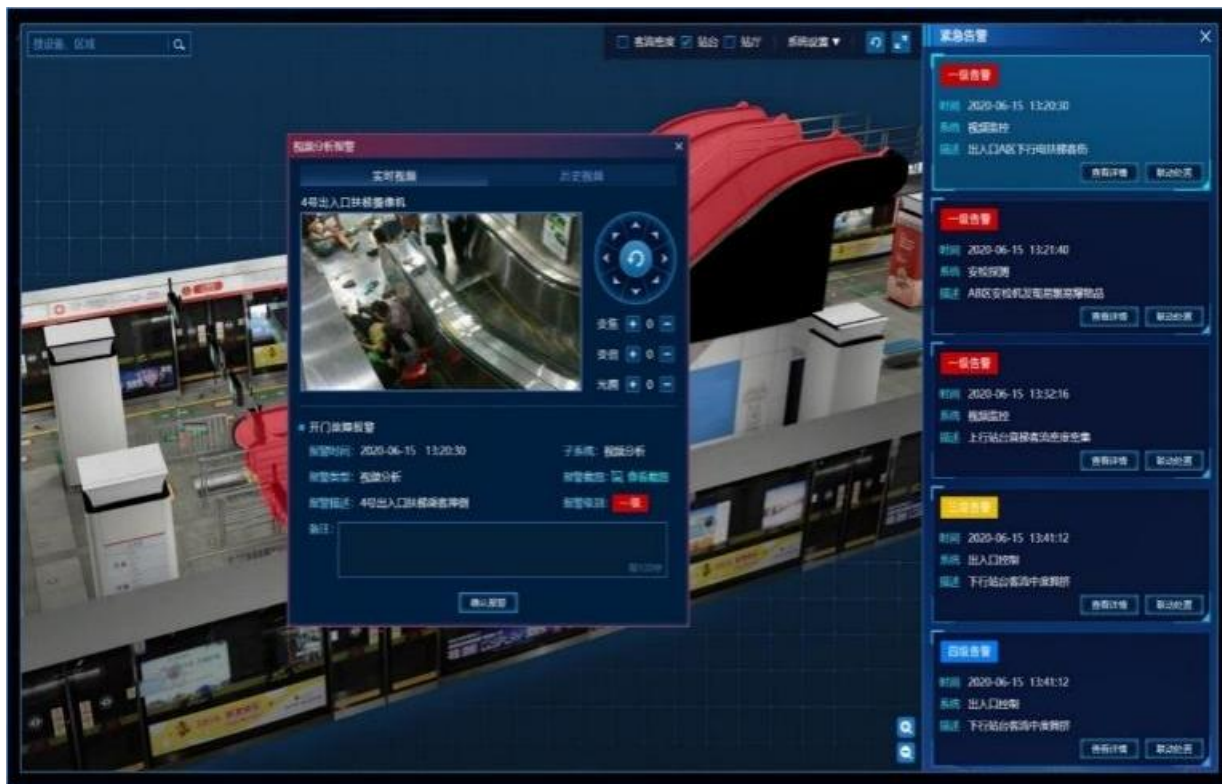 搜设备、区域
客流密度 站台 站厅 系统设置▼
紧急告警
一级告警
时间 2020-06-15 13:20:30
系统 视频监控
描述 出入口A区下行电扶梯客伤
查看详情 联动处置
一级告警
时间 2020-06-15 13:21:40
系统 安检探测
描述 AB区安检机发现易燃易爆物品
查看详情 联动处置
一级告警
时间 2020-06-15 13:32:16
系统 视频监控
描述 上行站台客流密度密集
查看详情 联动处置
三级告警
时间 2020-06-15 13:41:12
系统 出入口控制
描述 下行站台客流中度拥挤
查看详情 联动处置
四级告警
时间 2020-06-15 13:41:12
系统 出入口控制
描述 下行站台客流中度拥挤
查看详情 联动处置
视频分析报警
实时视频 历史视频
4号出入口扶梯摄像机
变焦 + 0 -
变倍 + 0 -
光圈 + 0 -
开门故障报警
报警时间: 2020-06-15 13:20:30 子系统: 视频分析
报警类型: 视频分析 报警截图: 查看截图
报警描述: 4号出入口扶梯乘客摔倒 报警级别: 一级
备注:
确认报警